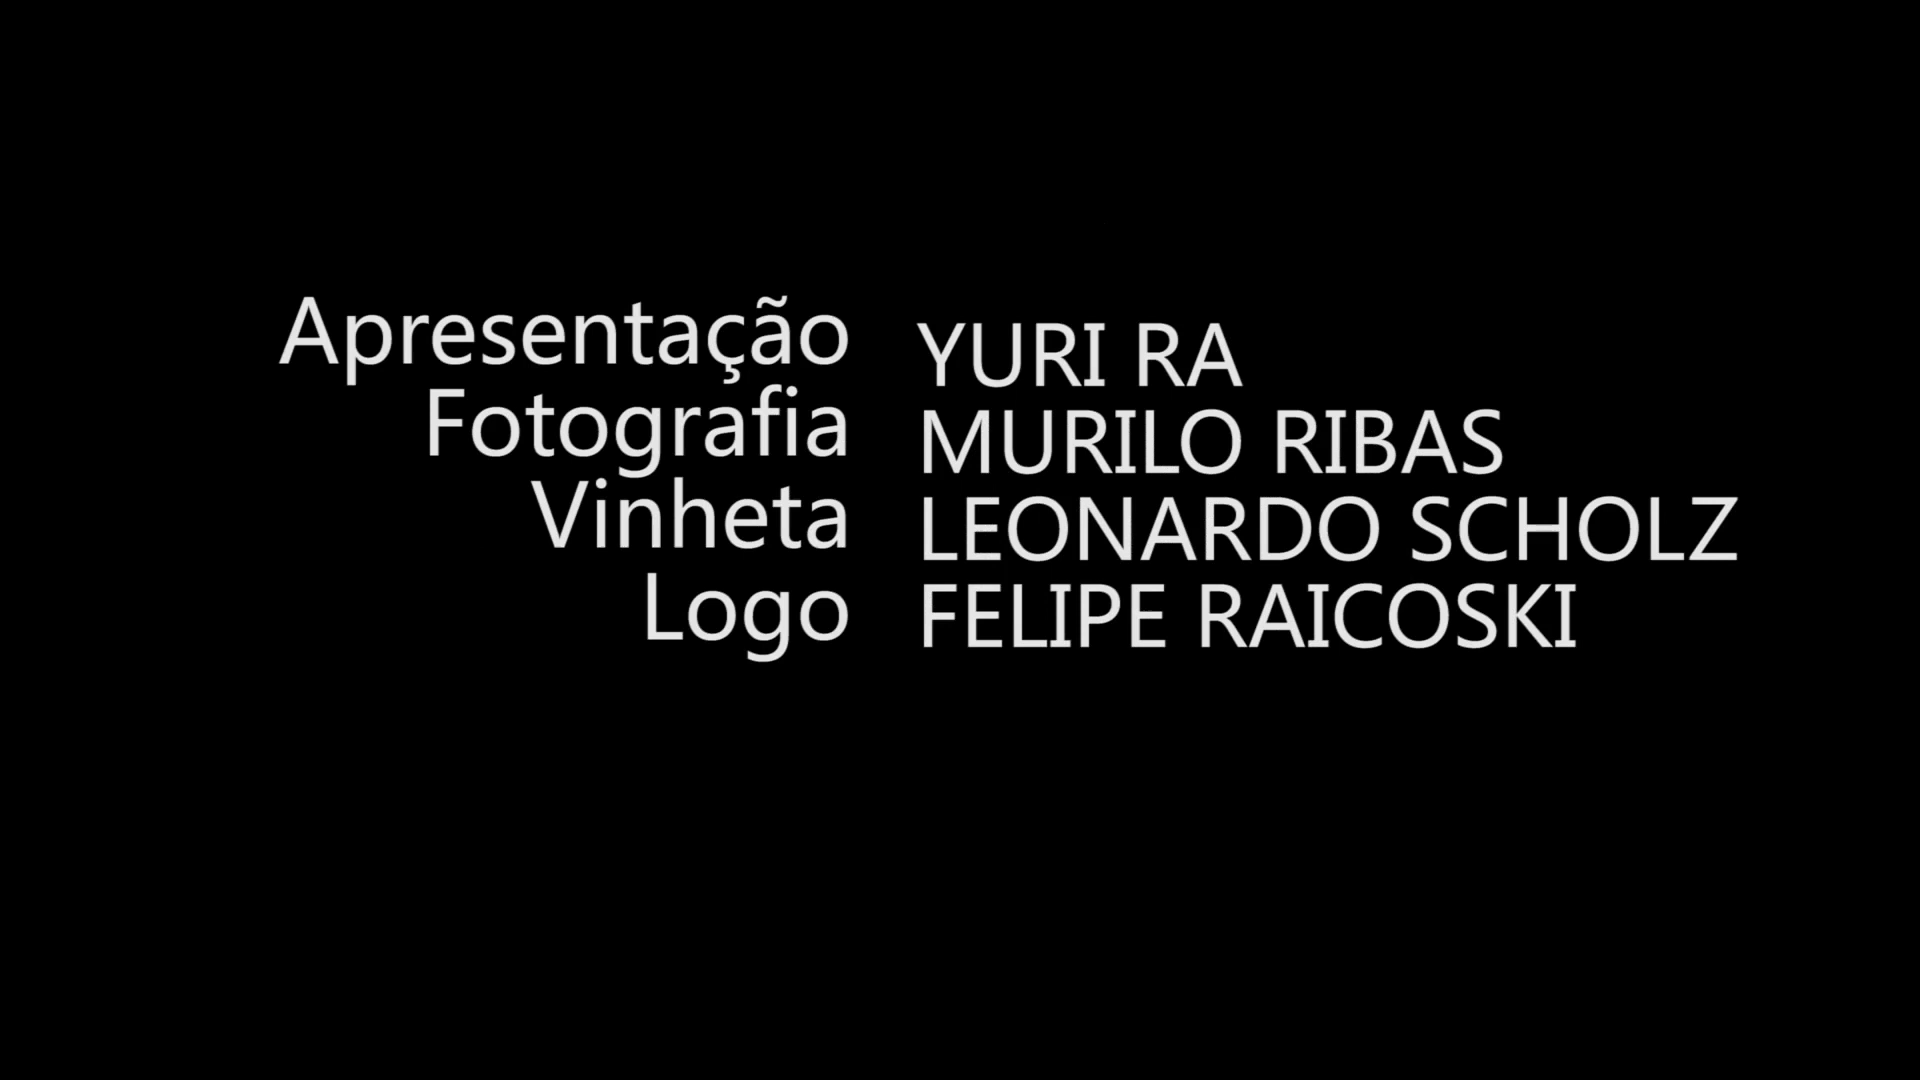 Apresentação YURI RA
Fotografia MURILO RIBAS
Vinheta LEONARDO SCHOLZ
Logo FELIPE RAICOSKI